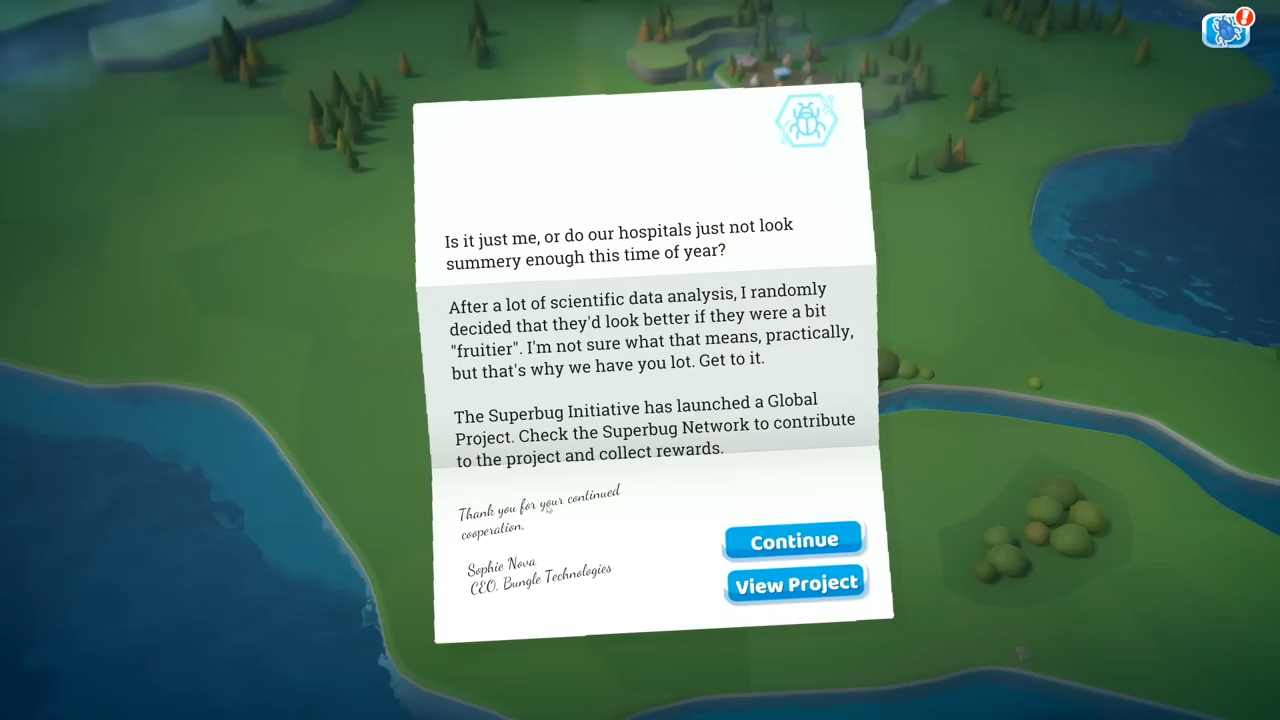 Is it just me, or do our hospitals just not look
summery enough this time of year?
After a lot of scientific data analysis, I randomly
decided that they'd look better if they were a bit
"fruitier". I'm not sure what that means, practically,
but that's why we have you lot. Get to it.
The Superbug Initiative has launched a Global
Project. Check the Superbug Network to contribute
to the project and collect rewards.
Thank you for your continued
cooperation.
Sophie Nova
CEO, Bungle Technologies
Continue
View Project